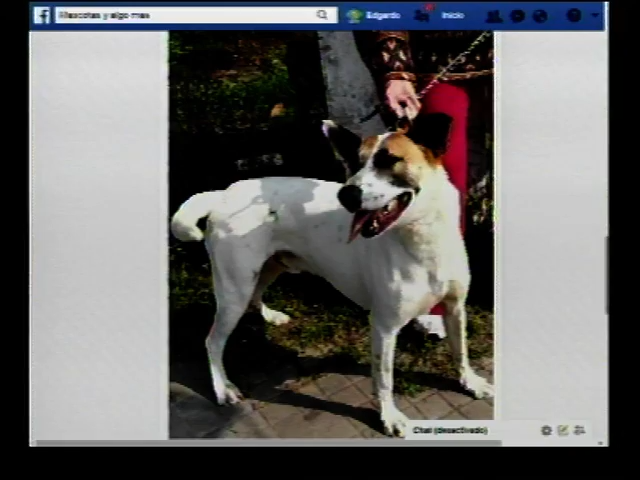 f Mascotas y algo mas
Edgardo Inicio
Chat (desactivado)